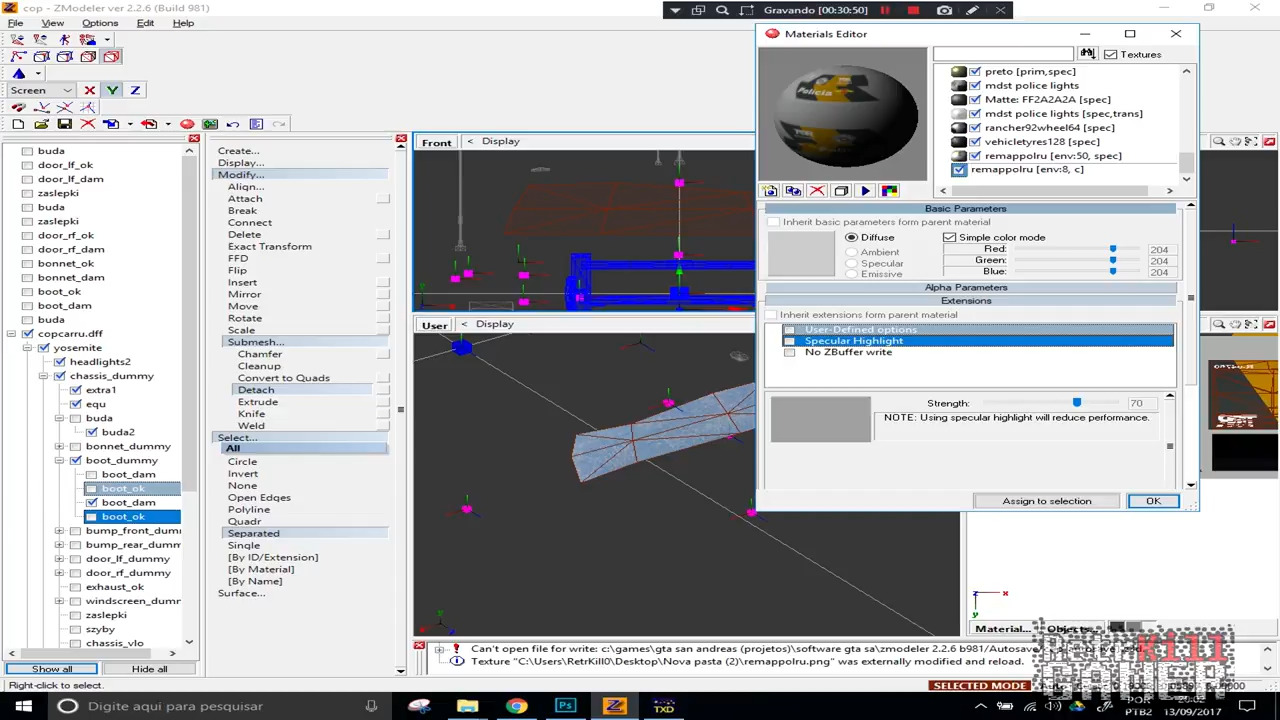 cop - ZModeler ver 2.2.6 (Build 981)
Gravando [00:30:50]
File View Options Edit Help
Screen X Y Z
buda
door_lf_ok
door_lf_dam
zaslepki
buda
zaslepki
door_rf_ok
door_rf_dam
bonnet_ok
bonnet_dam
boot_ok
boot_dam
buda
copcarru.dff
yosemite
headlights2
chassis_dummy
extra1
equ
buda
buda2
bonnet_dummy
boot_dummy
boot_dam
boot_ok
boot_dam
boot_ok
bump_front_dumm
bump_rear_dumm
door_lf_dummy
door_rf_dummy
exhaust_ok
windscreen_dumm
zaslepki
szyby
chassis_vlo
Show all
Hide all
Create...
Display...
Modify...
Align...
Attach
Break
Connect
Delete
Exact Transform
FFD
Flip
Insert
Mirror
Move
Rotate
Scale
Submesh...
Chamfer
Cleanup
Convert to Quads
Detach
Extrude
Knife
Weld
Select...
All
Circle
Invert
None
Open Edges
Polyline
Quadr
Separated
Single
[By ID/Extension]
[By Material]
[By Name]
Surface...
Front < Display
User < Display
Materials Editor
Textures
Policia
preto [prim,spec]
mdst police lights
Matte: FF2A2A2A [spec]
mdst police lights [spec,trans]
rancher92wheel64 [spec]
vehicletyres128 [spec]
remappolru [env:50, spec]
remappolru [env:8, c]
Basic Parameters
Inherit basic parameters form parent material
Diffuse
Ambient
Specular
Emissive
Simple color mode
Red: 204
Green: 204
Blue: 204
Alpha Parameters
Extensions
Inherit extensions form parent material
User-Defined options
Specular Highlight
No ZBuffer write
Strength: 70
NOTE: Using specular highlight will reduce performance.
Assign to selection
OK
Material...
Objects...
Texture "C:\Users\RetrKill0\Desktop\Nova pasta (2)\remappolru.png" was externally modified and reload.
Right-click to select.
SELECTED MODE
Digite aqui para pesquisar
Ps
Z
TXD
POR
PTB2
20:02
13/09/2017